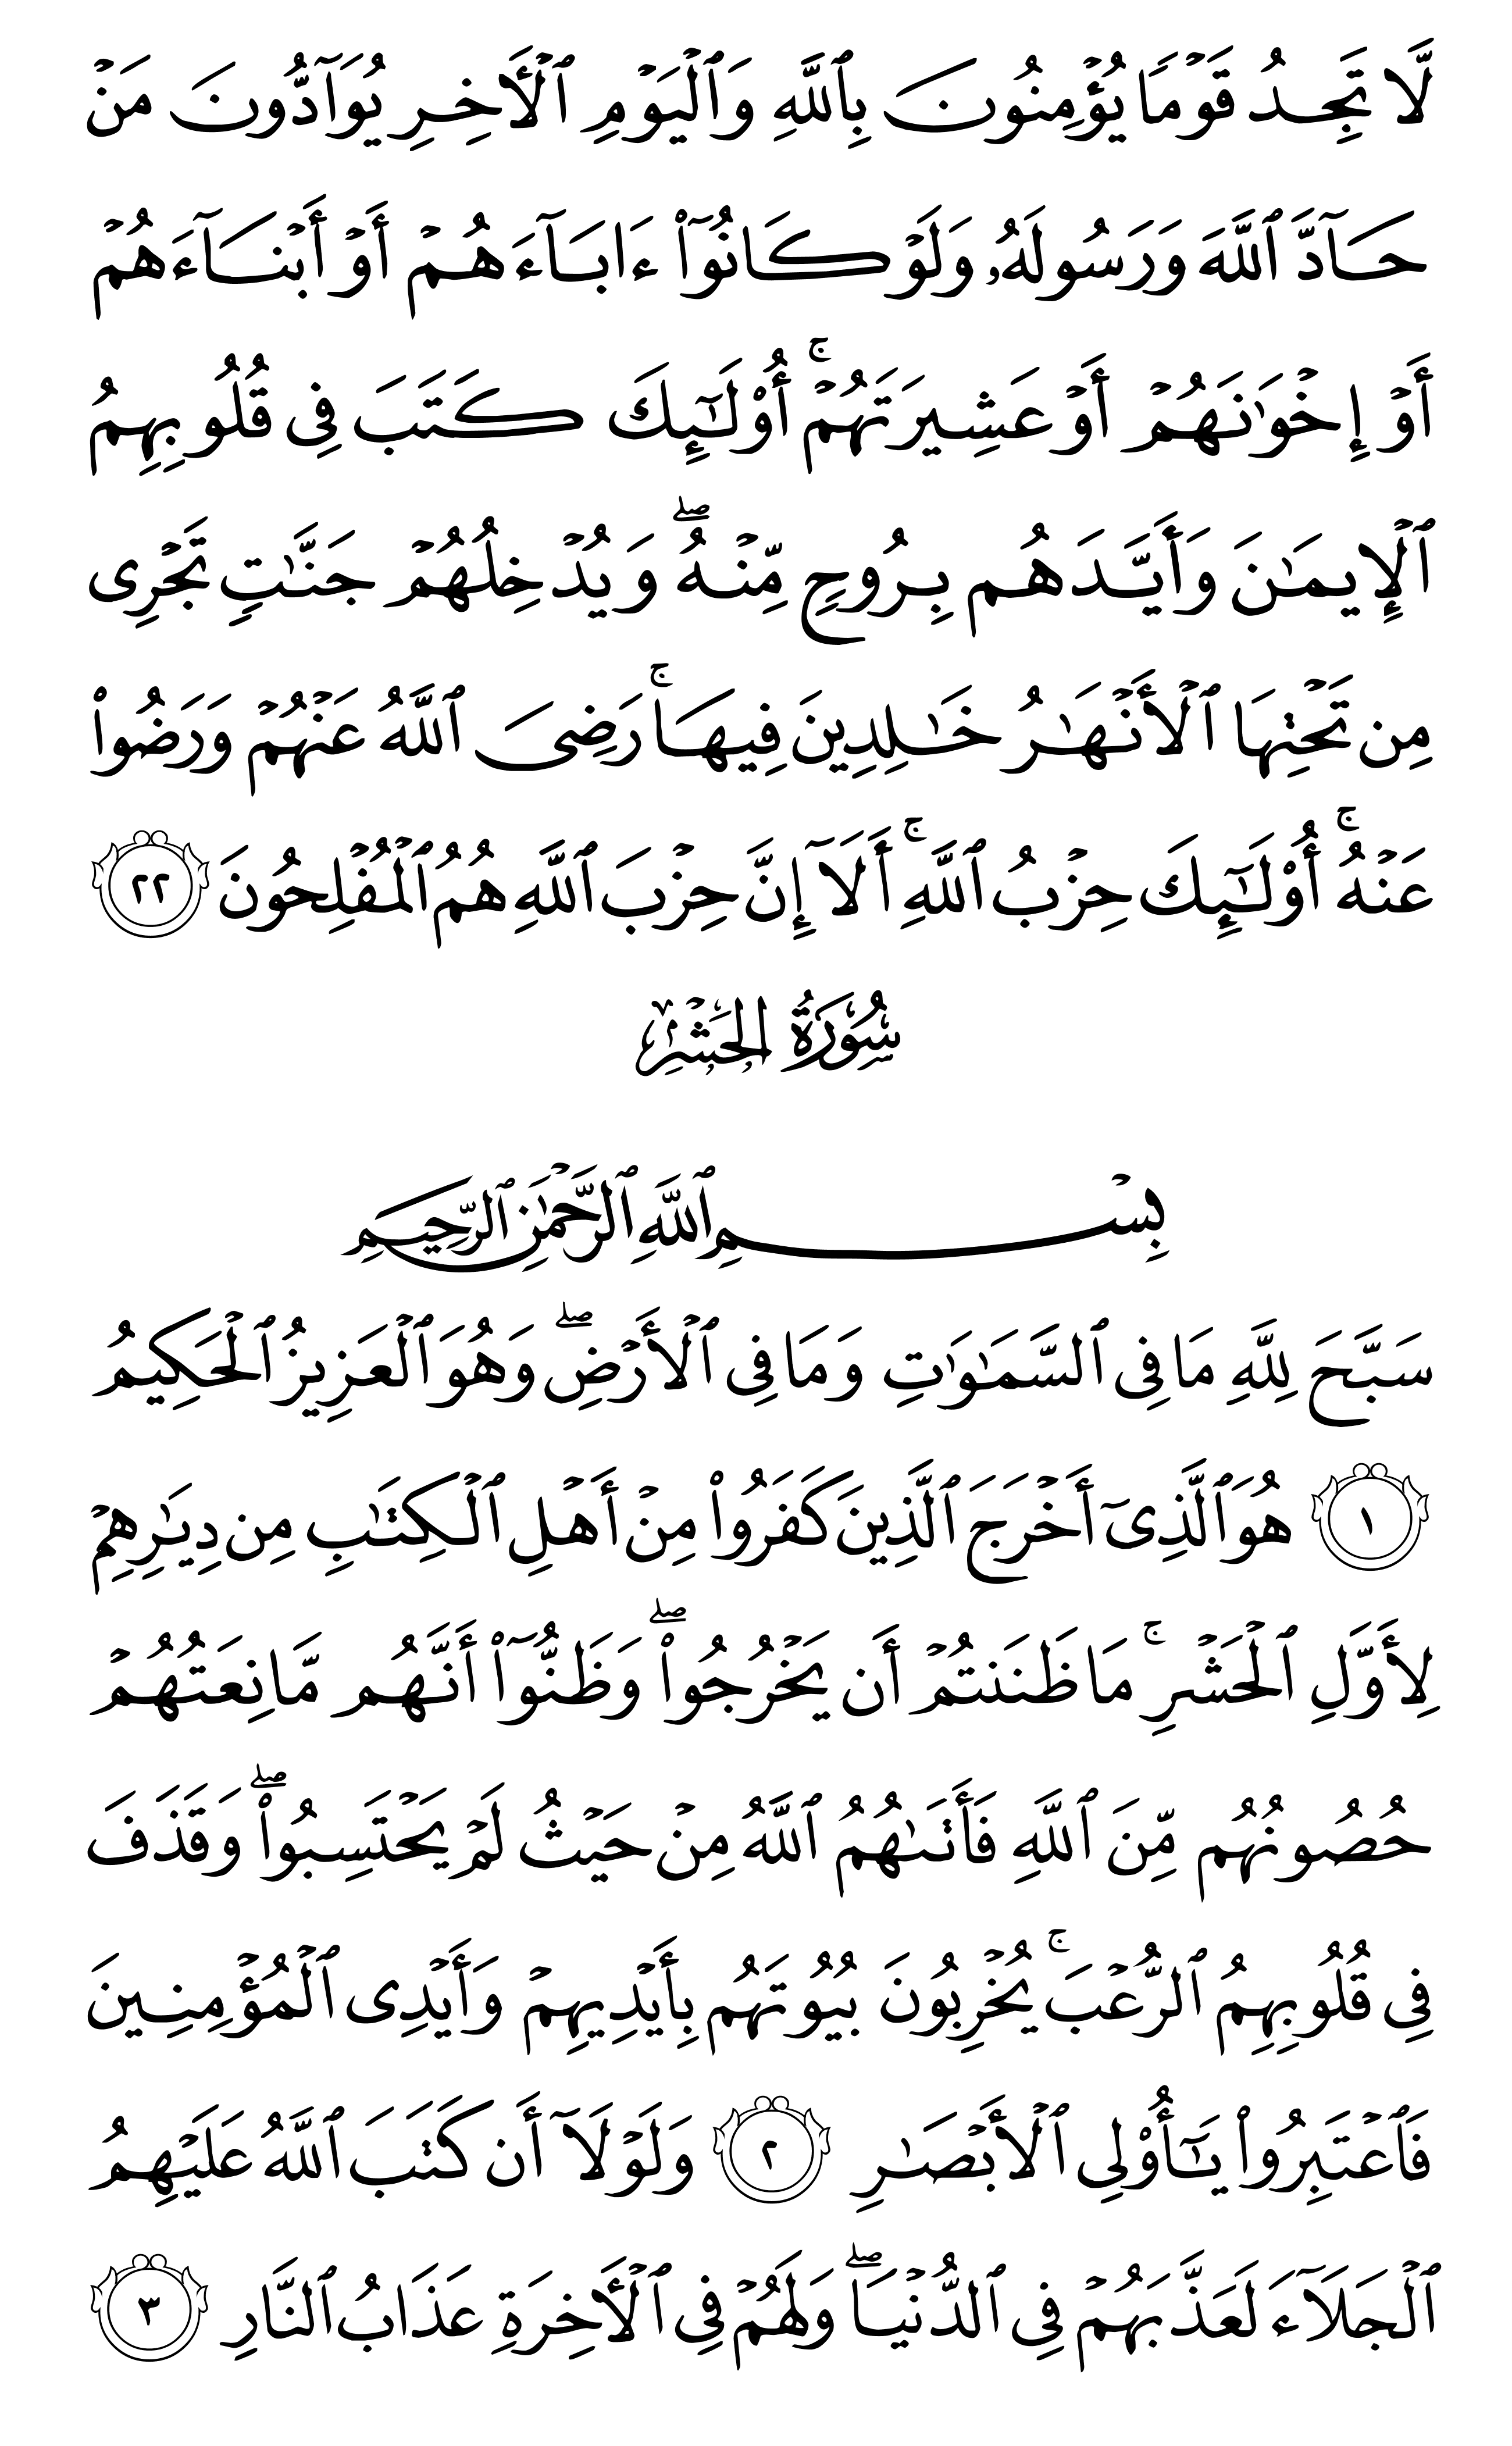 لَّا تَجِدُ قَوْمًا يُؤْمِنُونَ بِٱللَّهِ وَٱلْيَوْمِ ٱلْأَخِرِ يُوَآدُّونَ مَنْ
حَآدَّ ٱللَّهَ وَرَسُولَهُۥ وَلَوْ كَانُوٓا۟ ءَابَآءَهُمْ أَوْ أَبْنَآءَهُمْ
أَوْ إِخْوَٰنَهُمْ أَوْ عَشِيرَتَهُمْ ۚ أُو۟لَـٰٓئِكَ كَتَبَ فِى قُلُوبِهِمُ
ٱلْإِيمَـٰنَ وَأَيَّدَهُم بِرُوحٍ مِّنْهُ ۖ وَيُدْخِلُهُمْ جَنَّـٰتٍ تَجْرِى
مِن تَحْتِهَا ٱلْأَنْهَـٰرُ خَـٰلِدِينَ فِيهَا ۚ رَضِىَ ٱللَّهُ عَنْهُمْ وَرَضُوا۟
عَنْهُ ۚ أُو۟لَـٰٓئِكَ حِزْبُ ٱللَّهِ ۚ أَلَآ إِنَّ حِزْبَ ٱللَّهِ هُمُ ٱلْمُفْلِحُونَ ٢٢
سُورَةُ الحَشْرِ
بِسْمِ ٱللَّهِ ٱلرَّحْمَـٰنِ ٱلرَّحِيمِ
سَبَّحَ لِلَّهِ مَا فِى ٱلسَّمَـٰوَٰتِ وَمَا فِى ٱلْأَرْضِ ۖ وَهُوَ ٱلْعَزِيزُ ٱلْحَكِيمُ
١ هُوَ ٱلَّذِىٓ أَخْرَجَ ٱلَّذِينَ كَفَرُوا۟ مِنْ أَهْلِ ٱلْكِتَـٰبِ مِن دِيَـٰرِهِمْ
لِأَوَّلِ ٱلْحَشْرِ ۚ مَا ظَنَنتُمْ أَن يَخْرُجُوا۟ ۖ وَظَنُّوٓا۟ أَنَّهُم مَّانِعَتُهُمْ
حُصُونُهُم مِّنَ ٱللَّهِ فَأَتَىٰهُمُ ٱللَّهُ مِنْ حَيْثُ لَمْ يَحْتَسِبُوا۟ ۖ وَقَذَفَ
فِى قُلُوبِهِمُ ٱلرُّعْبَ ۚ يُخْرِبُونَ بُيُوتَهُم بِأَيْدِيهِمْ وَأَيْدِى ٱلْمُؤْمِنِينَ
فَٱعْتَبِرُوا۟ يَـٰٓأُو۟لِى ٱلْأَبْصَـٰرِ ٢ وَلَوْلَآ أَن كَتَبَ ٱللَّهُ عَلَيْهِمُ
ٱلْجَلَآءَ لَعَذَّبَهُمْ فِى ٱلدُّنْيَا ۖ وَلَهُمْ فِى ٱلْأَخِرَةِ عَذَابُ ٱلنَّارِ ٣